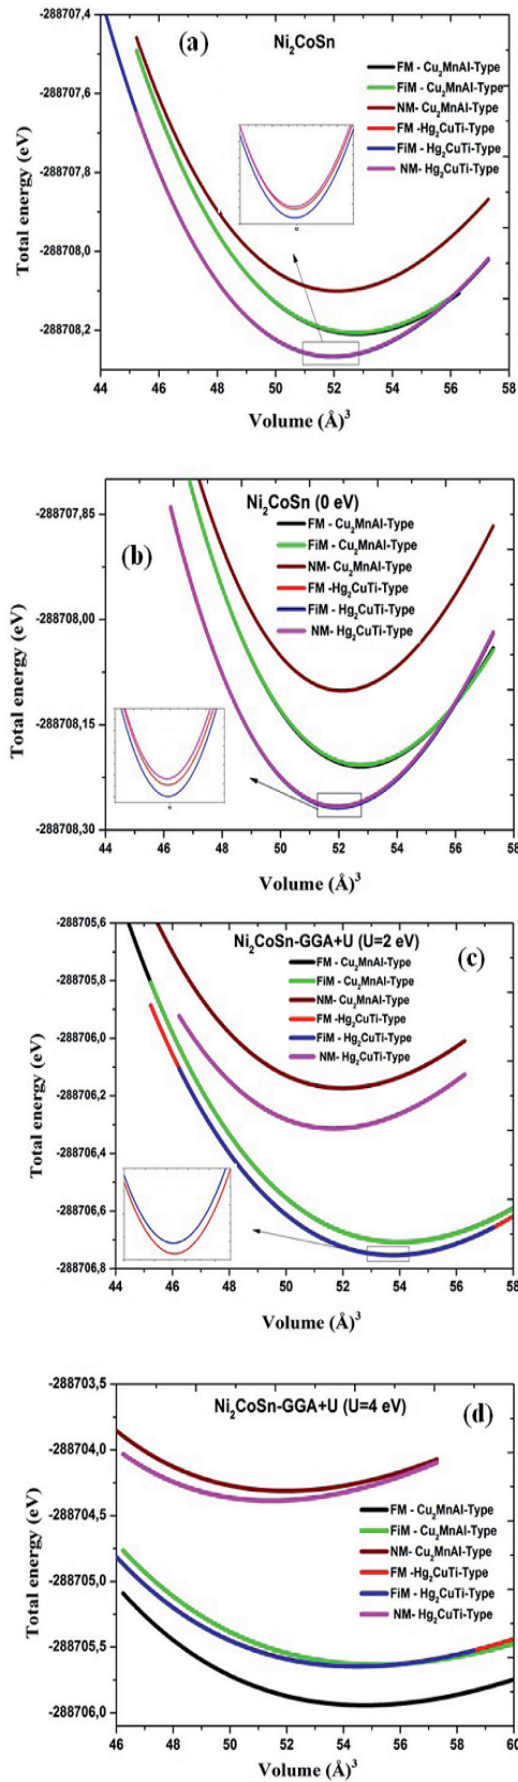 (a)
Ni₂CoSn
FM - Cu₂MnAl-Type
FiM - Cu₂MnAl-Type
NM- Cu₂MnAl-Type
FM -Hg₂CuTi-Type
FiM - Hg₂CuTi-Type
NM- Hg₂CuTi-Type
-288707,4
-288707,6
-288707,8
-288708,0
-288708,2
Total energy (eV)
44 46 48 50 52 54 56 58
Volume (Å)³
(b)
Ni₂CoSn (0 eV)
FM - Cu₂MnAl-Type
FiM - Cu₂MnAl-Type
NM- Cu₂MnAl-Type
FM -Hg₂CuTi-Type
FiM - Hg₂CuTi-Type
NM- Hg₂CuTi-Type
-288707,85
-288708,00
-288708,15
-288708,30
Total energy (eV)
44 46 48 50 52 54 56 58
Volume (Å)³
Ni₂CoSn-GGA+U (U=2 eV)
(c)
FM - Cu₂MnAl-Type
FiM - Cu₂MnAl-Type
NM- Cu₂MnAl-Type
FM -Hg₂CuTi-Type
FiM - Hg₂CuTi-Type
NM- Hg₂CuTi-Type
-288705,6
-288705,8
-288706,0
-288706,2
-288706,4
-288706,6
-288706,8
Total energy (eV)
44 46 48 50 52 54 56 58
Volume (Å)³
Ni₂CoSn-GGA+U (U=4 eV)
(d)
FM - Cu₂MnAl-Type
FiM - Cu₂MnAl-Type
NM- Cu₂MnAl-Type
FM -Hg₂CuTi-Type
FiM - Hg₂CuTi-Type
NM- Hg₂CuTi-Type
-288703,5
-288704,0
-288704,5
-288705,0
-288705,5
-288706,0
Total energy (eV)
46 48 50 52 54 56 58 60
Volume (Å)³